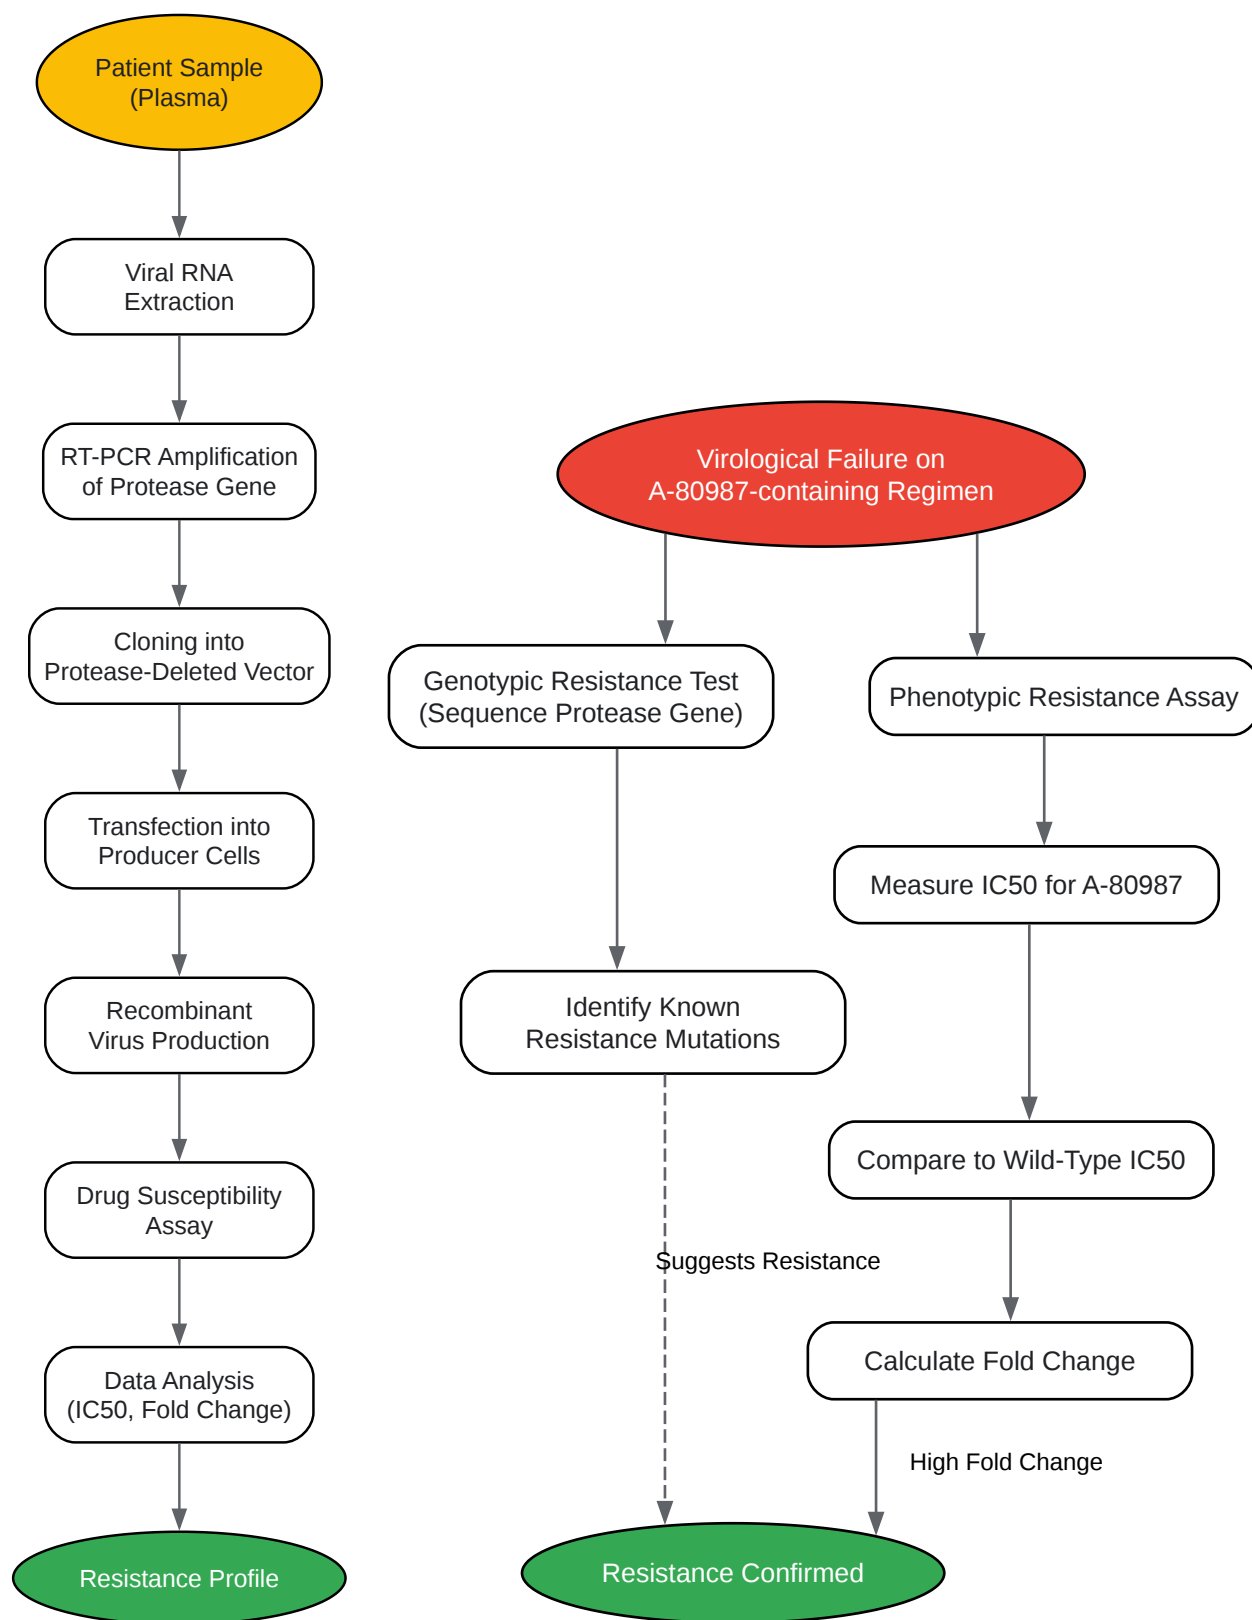 Patient Sample
(Plasma)
Viral RNA
Extraction
RT-PCR Amplification
of Protease Gene
Cloning into
Protease-Deleted Vector
Transfection into
Producer Cells
Recombinant
Virus Production
Drug Susceptibility
Assay
Data Analysis
(IC50, Fold Change)
Resistance Profile
Virological Failure on
A-80987-containing Regimen
Genotypic Resistance Test
(Sequence Protease Gene)
Identify Known
Resistance Mutations
Suggests Resistance
Phenotypic Resistance Assay
Measure IC50 for A-80987
Compare to Wild-Type IC50
Calculate Fold Change
High Fold Change
Resistance Confirmed